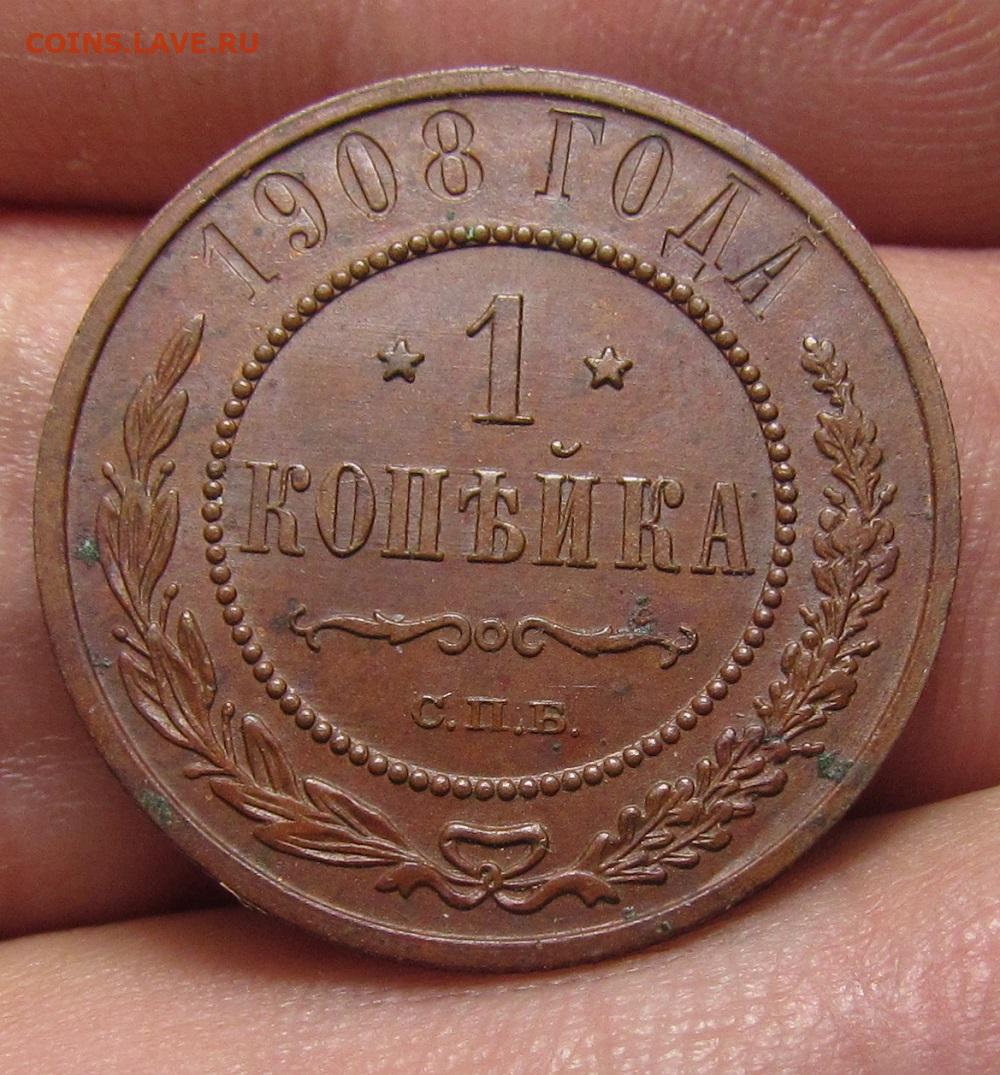 COINS.LAVE.RU
1908 ГОДА
1
КОПѢЙКА
С.П.Б.